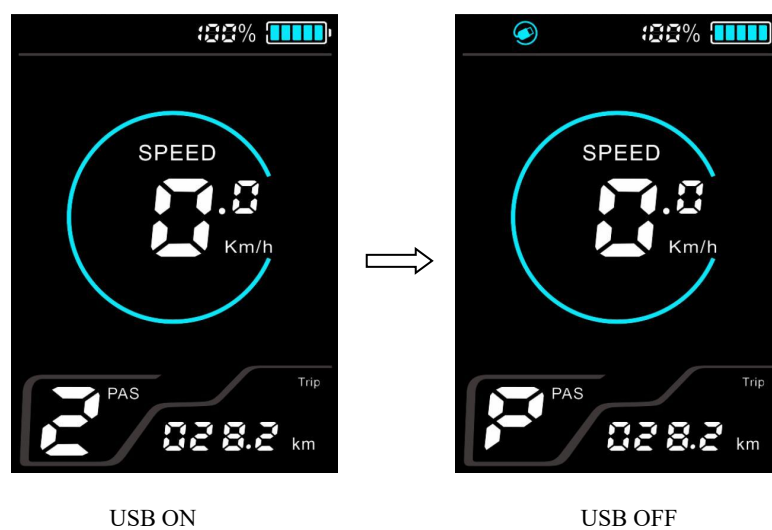 100% 100%
SPEED SPEED
0.0 0.0
Km/h Km/h
Trip Trip
2 PAS P PAS
028.2 km 028.2 km
USB ON USB OFF